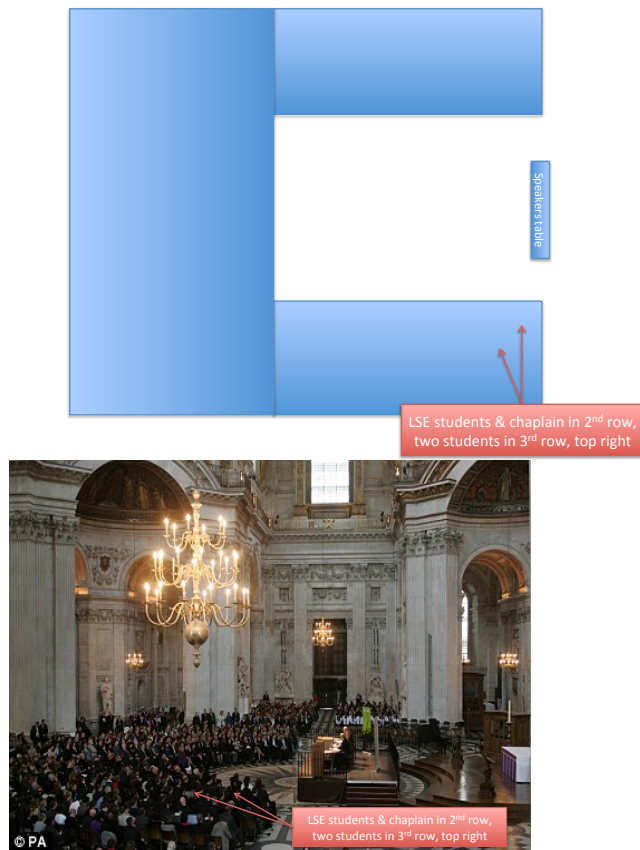 Speakers table
LSE students & chaplain in 2nd row,
two students in 3rd row, top right
LSE students & chaplain in 2nd row,
two students in 3rd row, top right
© PA